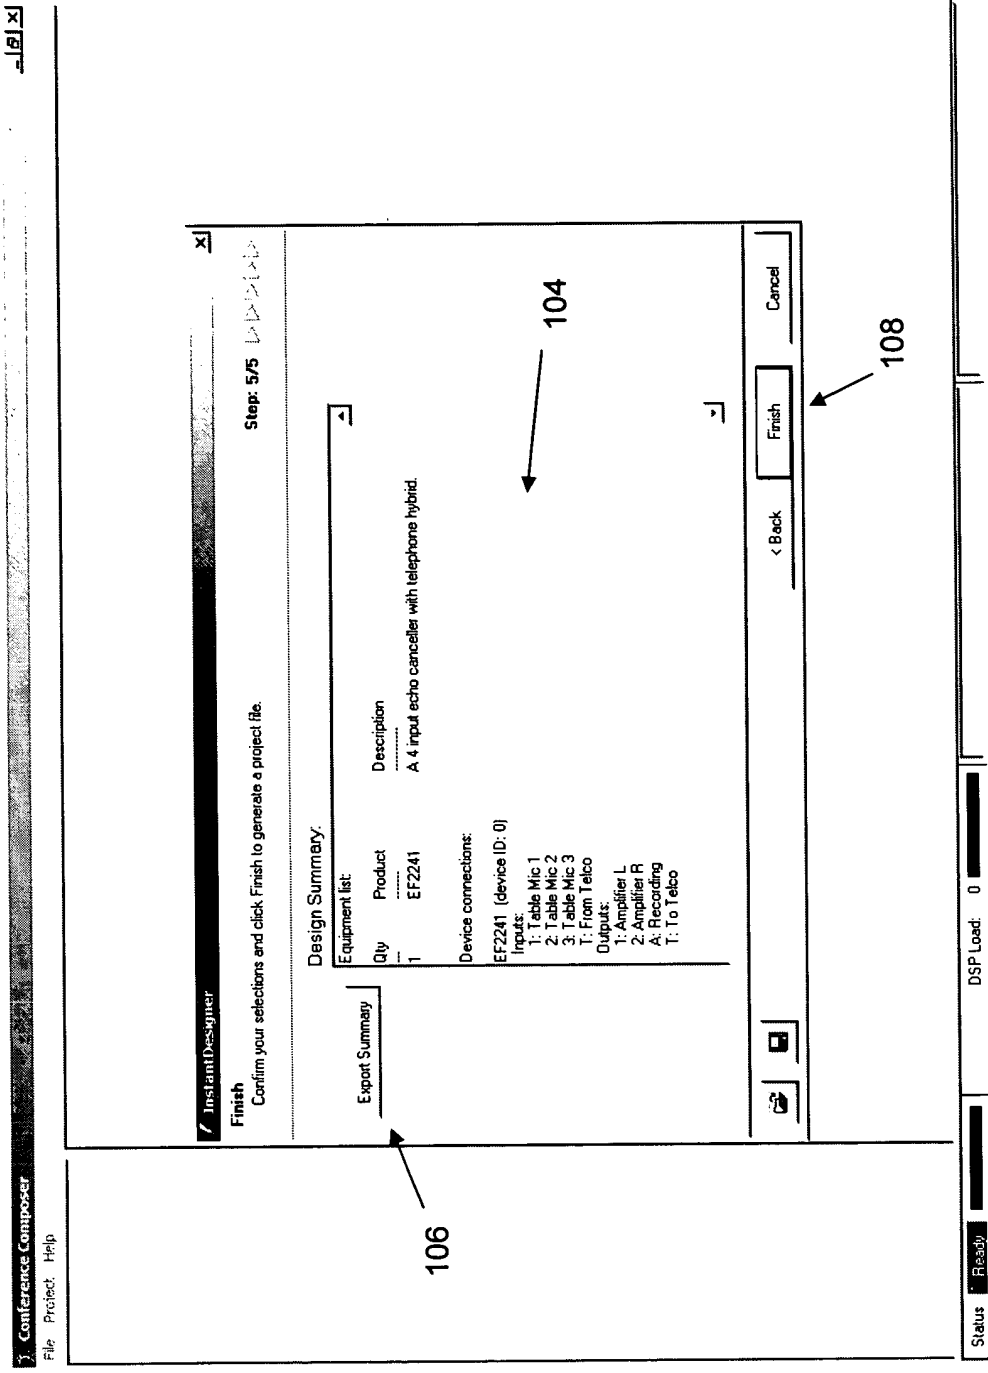 Conference Composer
File Project Help
InstantDesigner
Finish
Confirm your selections and click Finish to generate a project file.
Step: 5/5
Export Summary
Design Summary:
Equipment list:
Qty Product Description
--- ------ -----------
1 EF2241 A 4 input echo canceller with telephone hybrid.
Device connections:
EF2241 (device ID: 0)
Inputs:
1: Table Mic 1
2: Table Mic 2
3: Table Mic 3
T: From Telco
Outputs:
1: Amplifier L
2: Amplifier R
A: Recording
T: To Telco
< Back
Finish
Cancel
104
106
108
Status Ready
DSP Load: 0